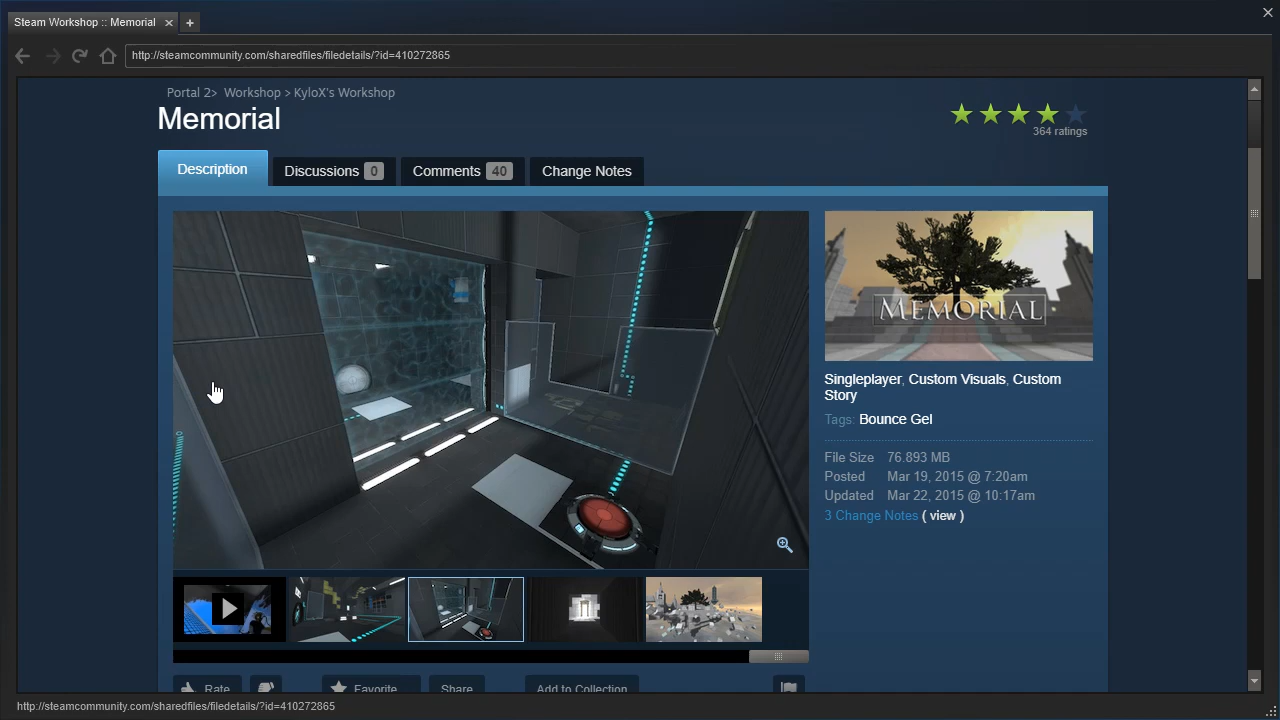 Steam Workshop :: Memorial
http://steamcommunity.com/sharedfiles/filedetails/?id=410272865
Portal 2> Workshop > KyloX's Workshop
Memorial
364 ratings
Description
Discussions 0
Comments 40
Change Notes
MEMORIAL
Singleplayer, Custom Visuals, Custom
Story
Tags: Bounce Gel
File Size 76.893 MB
Posted Mar 19, 2015 @ 7:20am
Updated Mar 22, 2015 @ 10:17am
3 Change Notes ( view )
Rate
Favorite
Share
Add to Collection
http://steamcommunity.com/sharedfiles/filedetails/?id=410272865